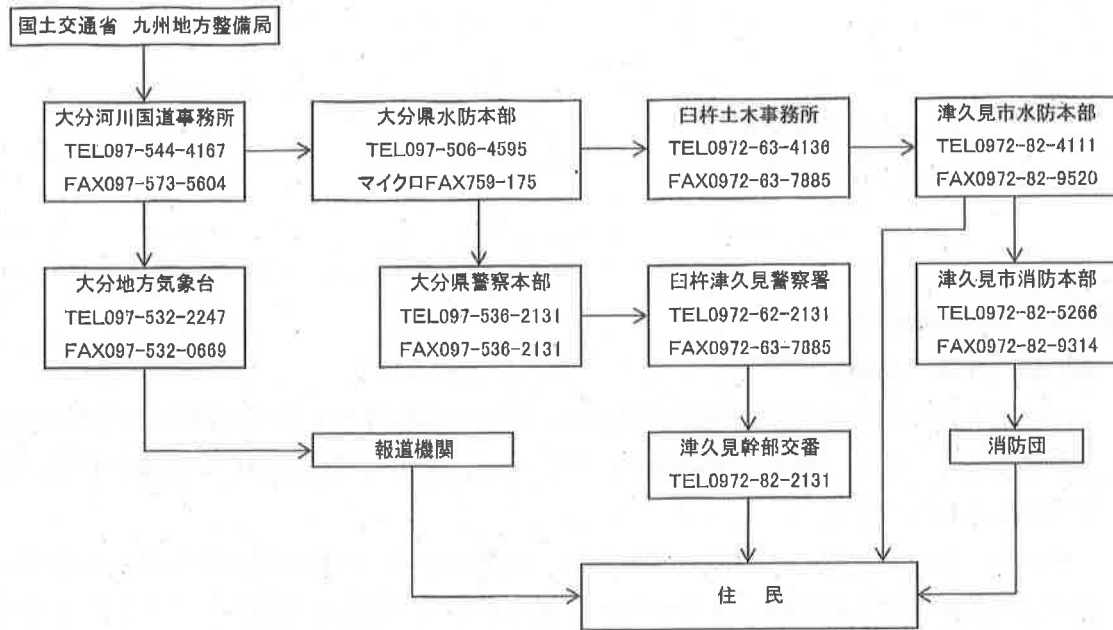 国土交通省 九州地方整備局
大分河川国道事務所
TEL097-544-4167
FAX097-573-5604
大分県水防本部
TEL097-506-4595
マイクロFAX759-175
臼杵土木事務所
TEL0972-63-4136
FAX0972-63-7885
津久見市水防本部
TEL0972-82-4111
FAX0972-82-9520
大分地方気象台
TEL097-532-2247
FAX097-532-0669
大分県警察本部
TEL097-536-2131
FAX097-536-2131
臼杵津久見警察署
TEL0972-62-2131
FAX0972-63-7885
津久見市消防本部
TEL0972-82-5266
FAX0972-82-9314
報道機関
津久見幹部交番
TEL0972-82-2131
消防団
住 民